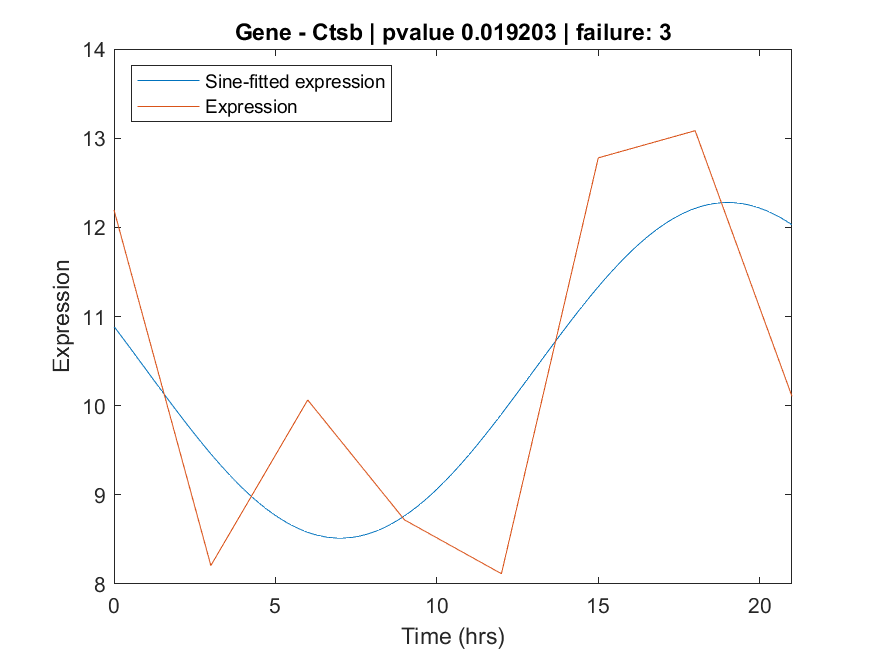 Gene - Ctsb | pvalue 0.019203 | failure: 3
14
13
12
11
10
9
8
Expression
Sine-fitted expression
Expression
0
5
10
15
20
Time (hrs)